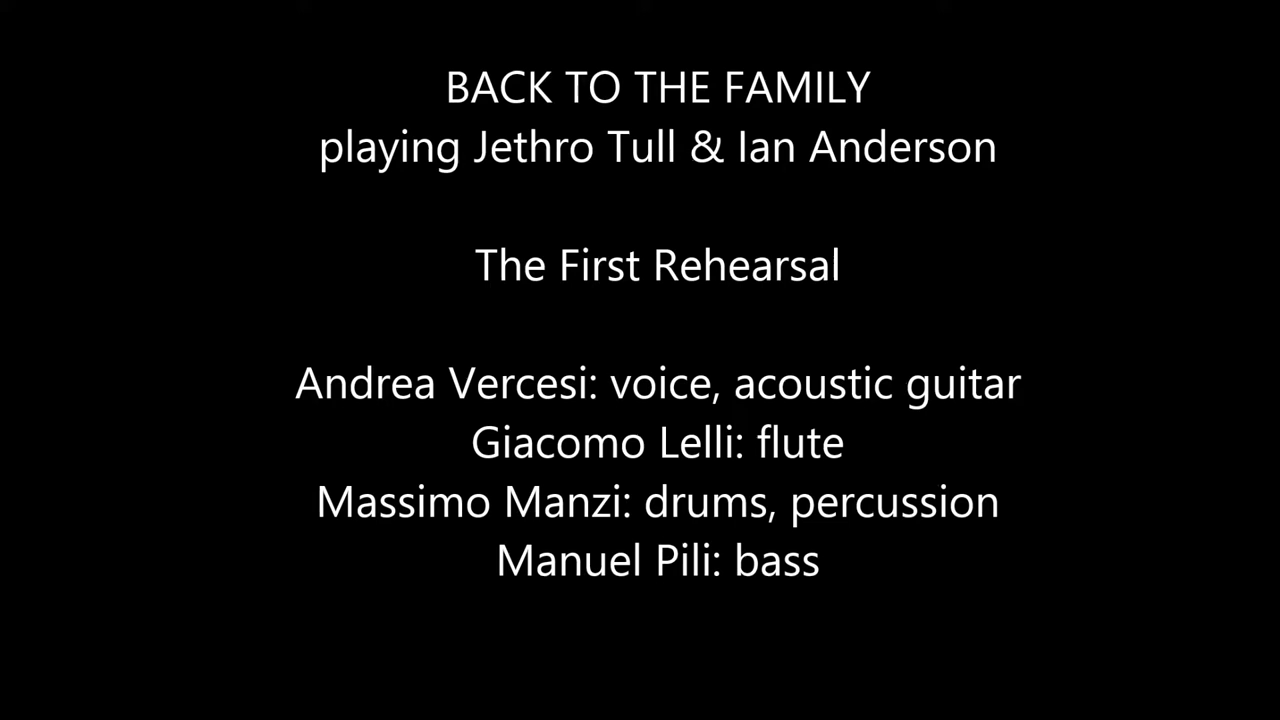 BACK TO THE FAMILY
playing Jethro Tull & Ian Anderson
The First Rehearsal
Andrea Vercesi: voice, acoustic guitar
Giacomo Lelli: flute
Massimo Manzi: drums, percussion
Manuel Pili: bass